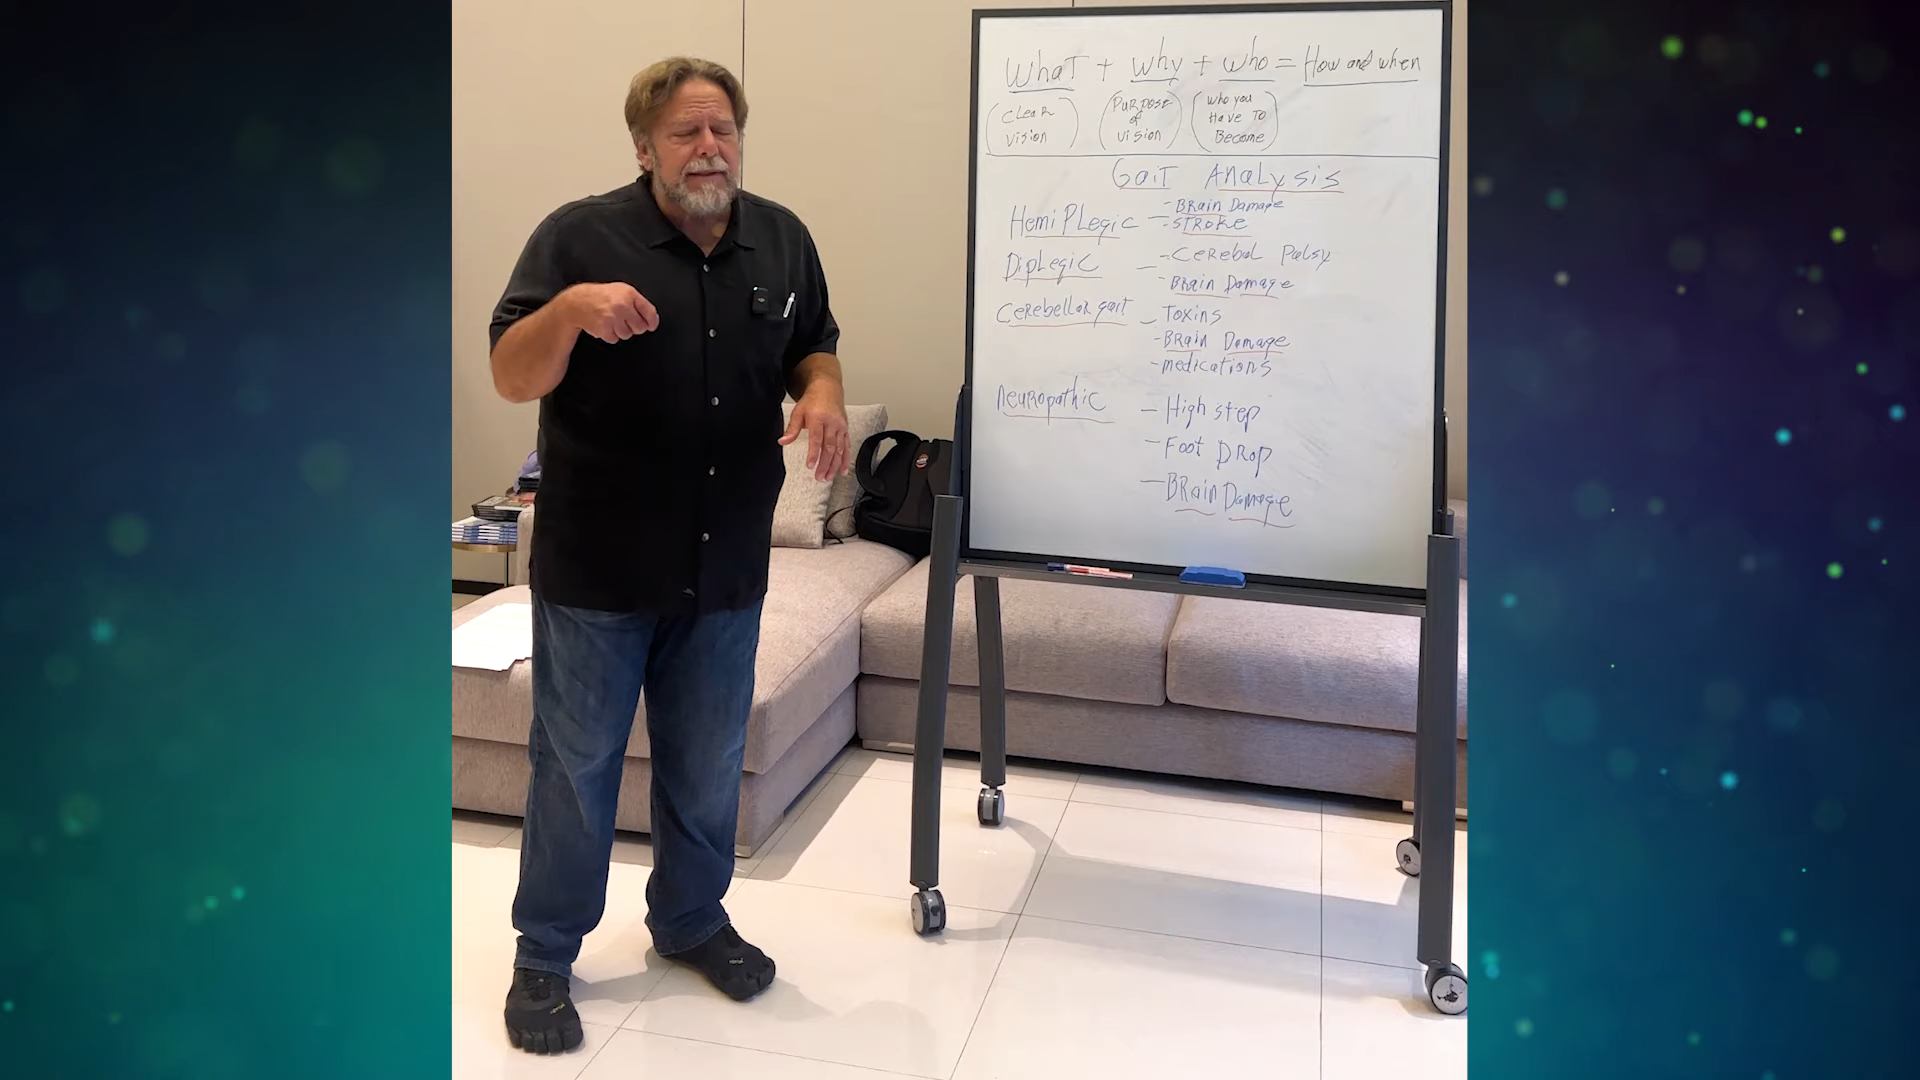 What + Why + Who = How and when
(Clear Vision) (Purpose of Vision) (Who you Have To Become)
Gait Analysis
HemiPlegic - Brain Damage
- Stroke
Diplegic - Cerebal Palsy
- Brain Damage
Cerebellar gait - Toxins
- Brain Damage
- medications
Neuropathic - High step
- Foot Drop
- Brain Damage